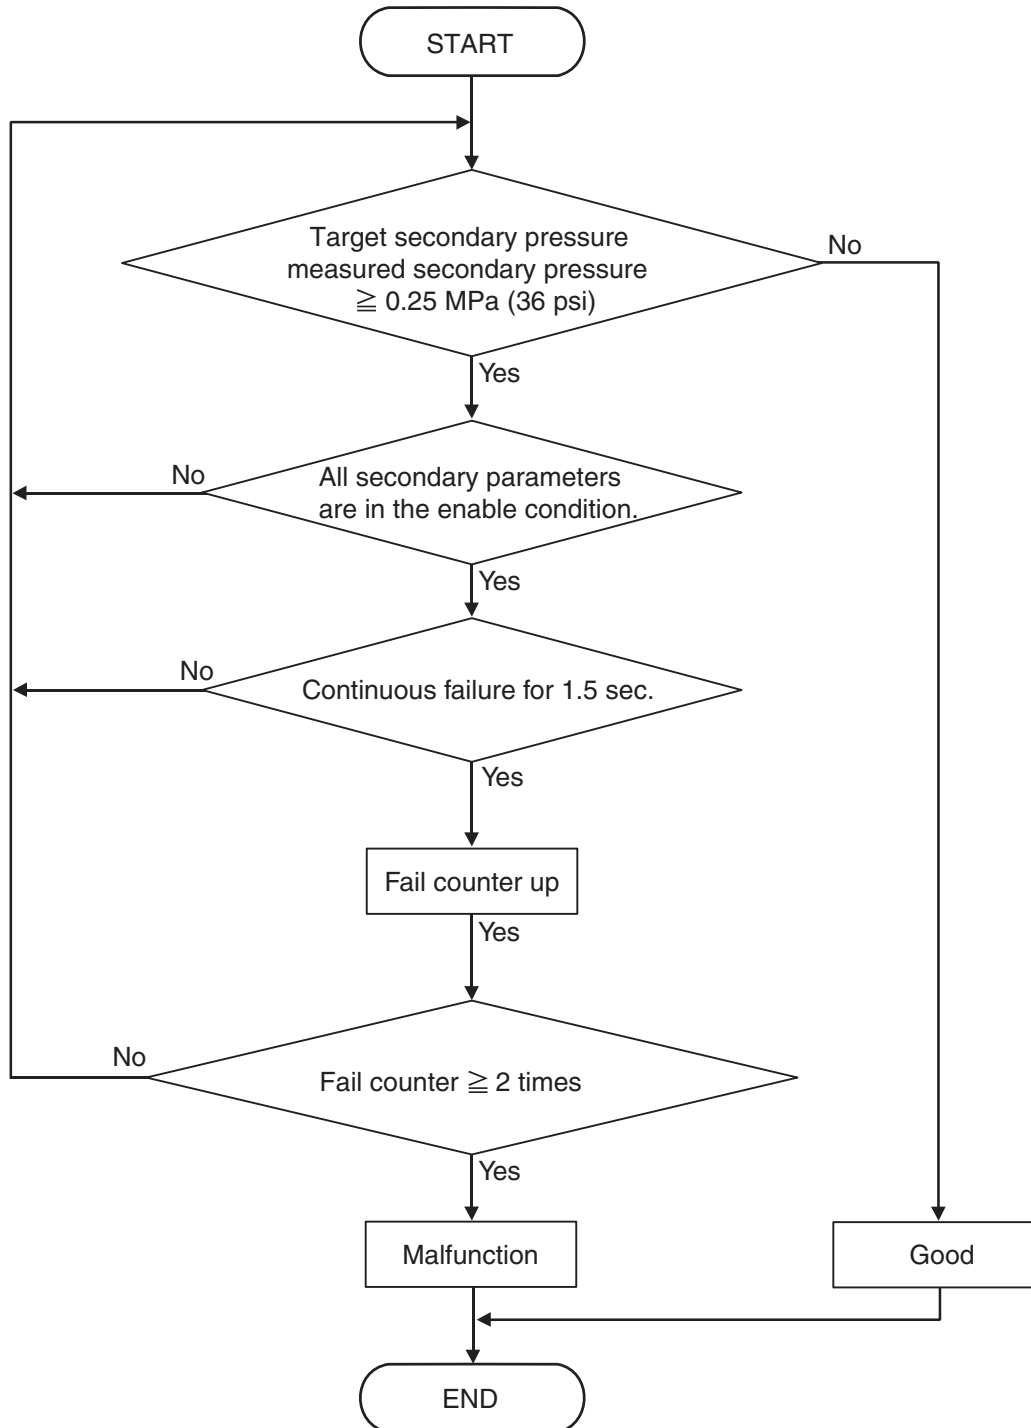 START
Target secondary pressure
measured secondary pressure
≧ 0.25 MPa (36 psi)
No
Yes
No
All secondary parameters
are in the enable condition.
Yes
No
Continuous failure for 1.5 sec.
Yes
Fail counter up
Yes
No
Fail counter ≧ 2 times
Yes
Malfunction
Good
END